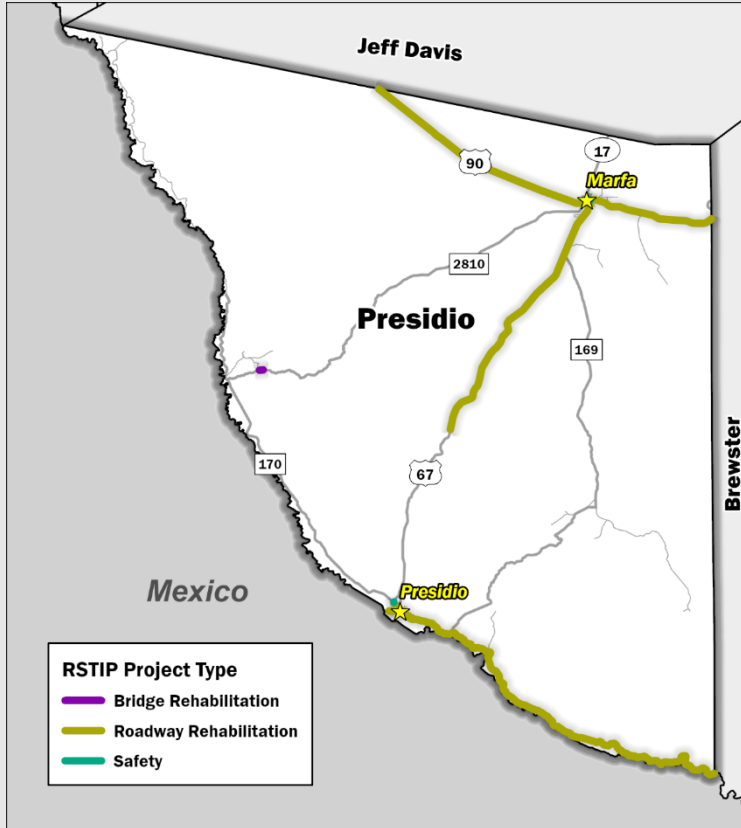 Jeff Davis
17
90
Marfa
2810
Presidio
169
Brewster
170
67
Mexico
Presidio
RSTIP Project Type
Bridge Rehabilitation
Roadway Rehabilitation
Safety